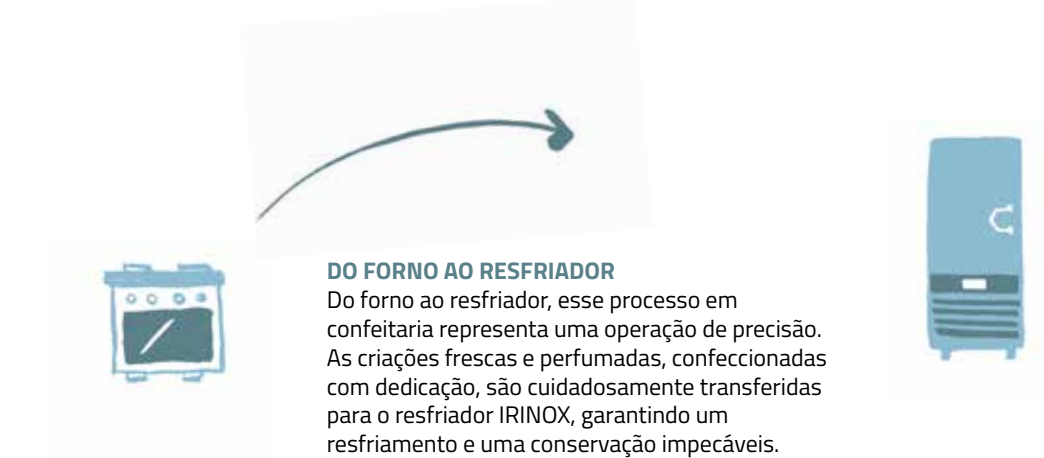 DO FORNO AO RESFRIADOR
Do forno ao resfriador, esse processo em
confeitaria representa uma operação de precisão.
As criações frescas e perfumadas, confeccionadas
com dedicação, são cuidadosamente transferidas
para o resfriador IRINOX, garantindo um
resfriamento e uma conservação impecáveis.